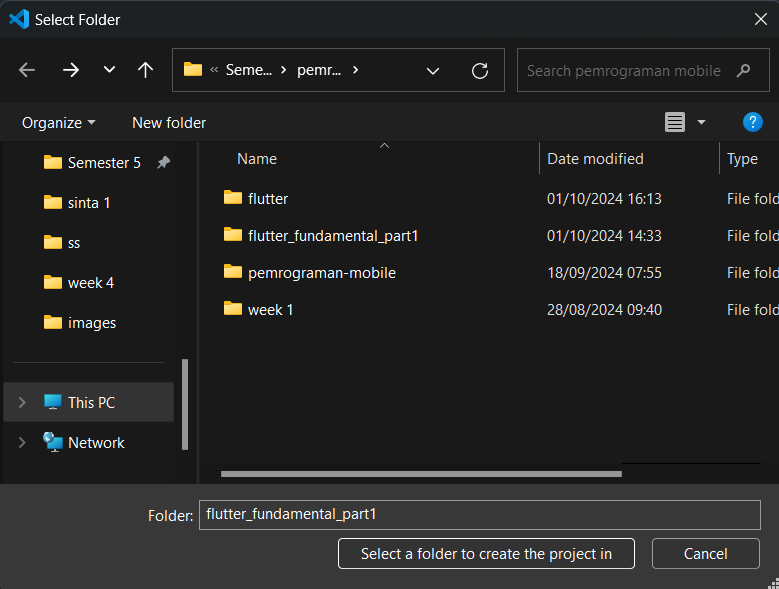 Select Folder
« Seme... > pemr... >
Search pemrograman mobile
Organize
New folder
?
Name
Date modified
Type
Semester 5
sinta 1
ss
week 4
images
This PC
Network
flutter 01/10/2024 16:13 File fold
flutter_fundamental_part1 01/10/2024 14:33 File fold
pemrograman-mobile 18/09/2024 07:55 File fold
week 1 28/08/2024 09:40 File fold
Folder: flutter_fundamental_part1
Select a folder to create the project in
Cancel